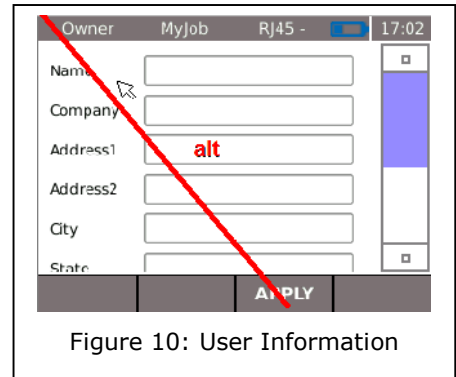 Owner MyJob RJ45 - 17:02
Name
Company
Address1
alt
Address2
City
State
APPLY
Figure 10: User Information